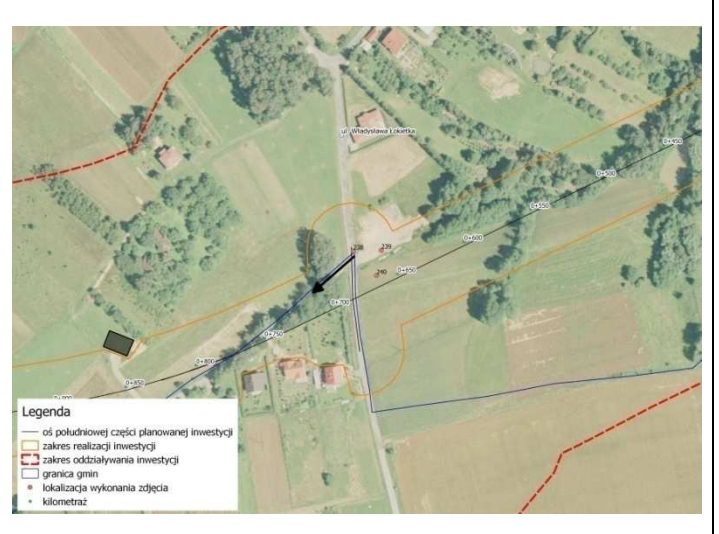 ul. Władysława Łokietka
0+450
0+500
0+550
0+600
238
239
240
0+650
0+700
0+750
0+800
0+850
Legenda
oś południowej części planowanej inwestycji
zakres realizacji inwestycji
zakres oddziaływania inwestycji
granica gmin
lokalizacja wykonania zdjęcia
kilometraż